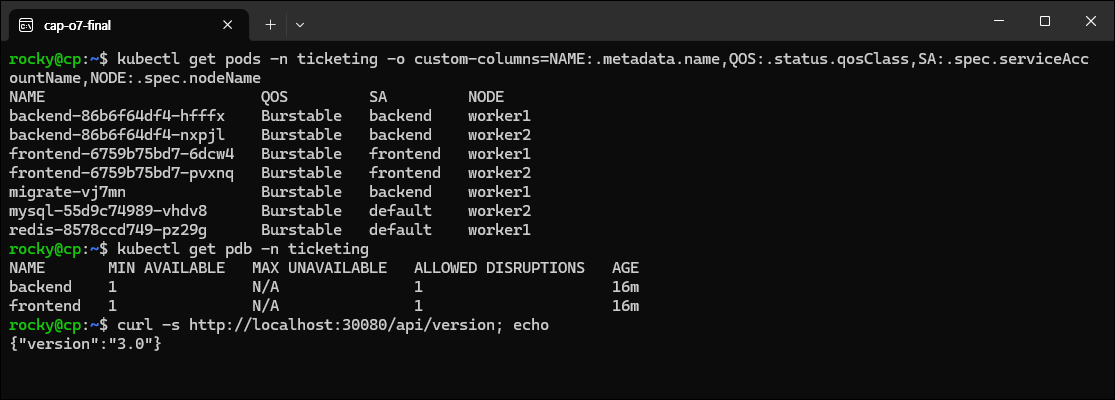 cap-o7-final
rocky@cp:~$ kubectl get pods -n ticketing -o custom-columns=NAME:.metadata.name,QOS:.status.qosClass,SA:.spec.serviceAcc
ountName,NODE:.spec.nodeName
NAME                        QOS         SA         NODE
backend-86b6f64df4-hfffx    Burstable   backend    worker1
backend-86b6f64df4-nxpjl    Burstable   backend    worker2
frontend-6759b75bd7-6dcw4   Burstable   frontend   worker1
frontend-6759b75bd7-pvxnq   Burstable   frontend   worker2
migrate-vj7mn               Burstable   backend    worker1
mysql-55d9c74989-vhdv8      Burstable   default    worker2
redis-8578ccd749-pz29g      Burstable   default    worker1
rocky@cp:~$ kubectl get pdb -n ticketing
NAME       MIN AVAILABLE   MAX UNAVAILABLE   ALLOWED DISRUPTIONS   AGE
backend    1               N/A               1                     16m
frontend   1               N/A               1                     16m
rocky@cp:~$ curl -s http://localhost:30080/api/version; echo
{"version":"3.0"}